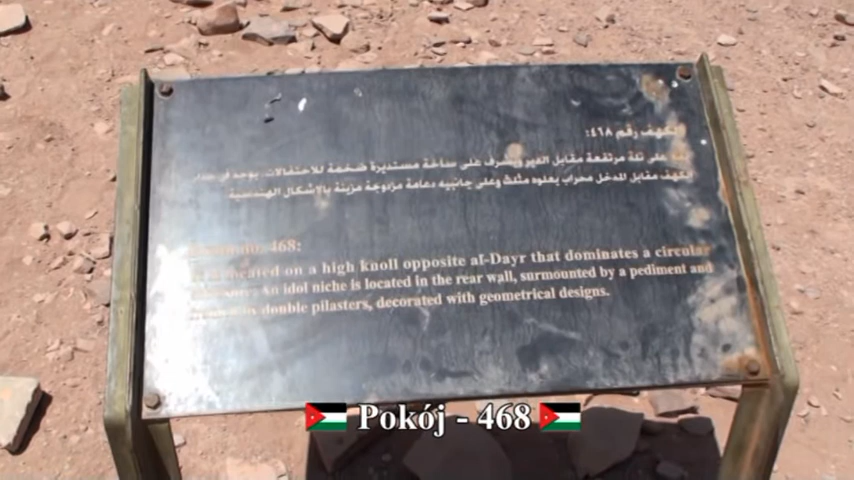 الكهف رقم ٤٦٨:
على تلة مرتفعة مقابل الدير ويشرف على ساحة مستديرة ضخمة للاحتفالات. يوجد في جدار
الكهف مقابل المدخل محراب يعلوه مثلث وعلى جانبيه دعامة مزدوجة مزينة بالاشكال الهندسية
468:
located on a high knoll opposite al-Dayr that dominates a circular
An idol niche is located in the rear wall, surmounted by a pediment and
double pilasters, decorated with geometrical designs.
Pokój - 468